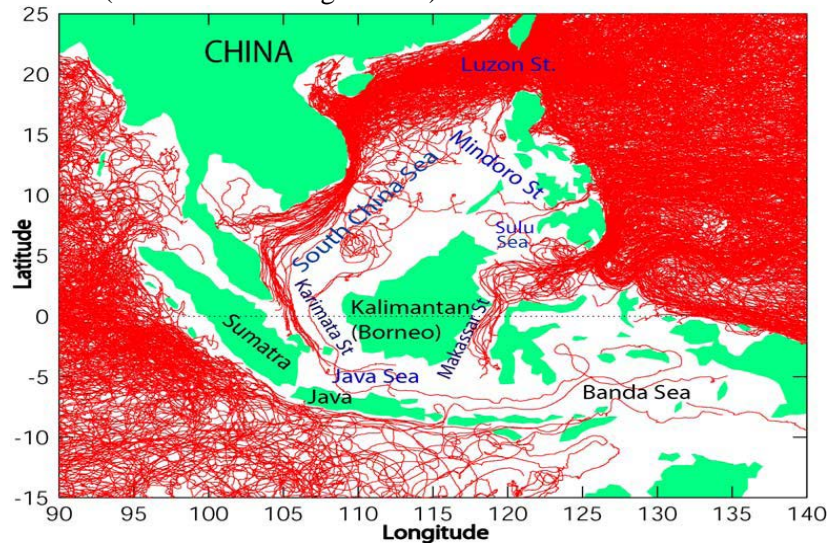 25
20
15
10
5
0
-5
-10
-15
Latitude
CHINA
Luzon St.
Mindoro St
South China Sea
Sulu
Sea
Karimata St
Kalimantan
(Borneo)
Makassar St
Sumatra
Java Sea
Java
Banda Sea
90 95 100 105 110 115 120 125 130 135 140
Longitude